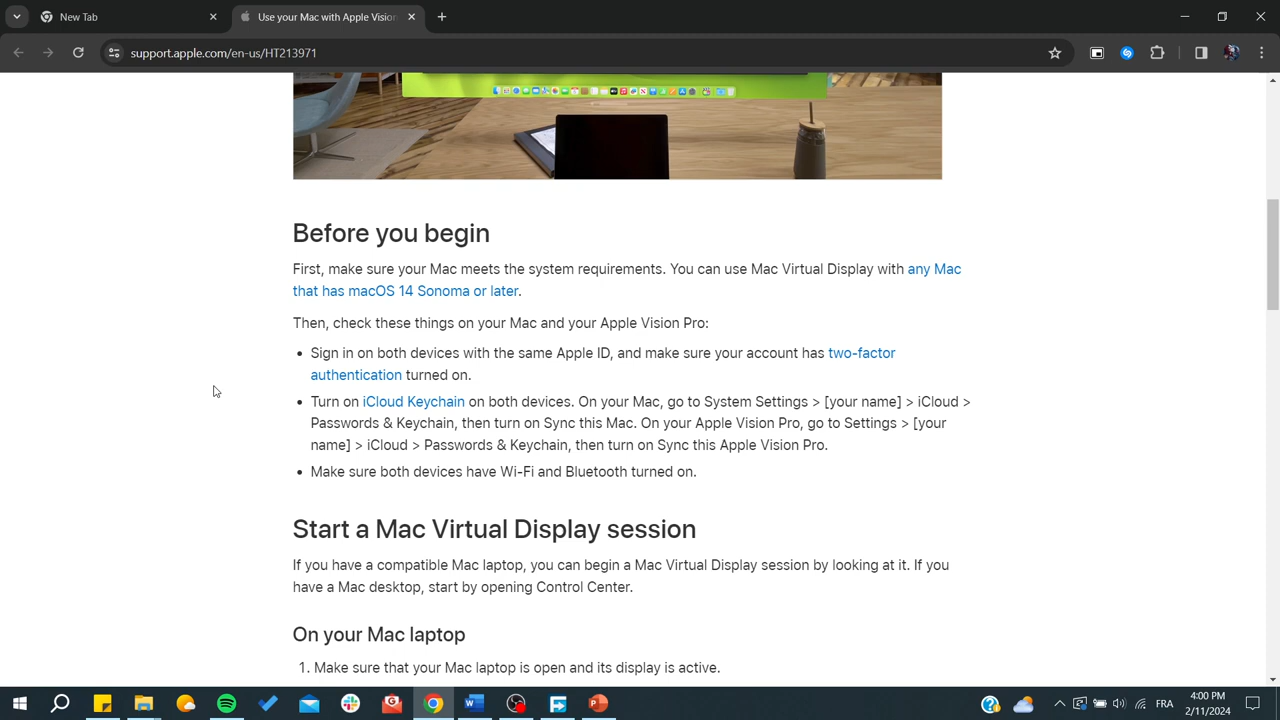 New Tab
Use your Mac with Apple Vision
support.apple.com/en-us/HT213971
Before you begin
First, make sure your Mac meets the system requirements. You can use Mac Virtual Display with any Mac
that has macOS 14 Sonoma or later.
Then, check these things on your Mac and your Apple Vision Pro:
• Sign in on both devices with the same Apple ID, and make sure your account has two-factor
authentication turned on.
• Turn on iCloud Keychain on both devices. On your Mac, go to System Settings > [your name] > iCloud >
Passwords & Keychain, then turn on Sync this Mac. On your Apple Vision Pro, go to Settings > [your
name] > iCloud > Passwords & Keychain, then turn on Sync this Apple Vision Pro.
• Make sure both devices have Wi-Fi and Bluetooth turned on.
Start a Mac Virtual Display session
If you have a compatible Mac laptop, you can begin a Mac Virtual Display session by looking at it. If you
have a Mac desktop, start by opening Control Center.
On your Mac laptop
1. Make sure that your Mac laptop is open and its display is active.
FRA
4:00 PM
2/11/2024